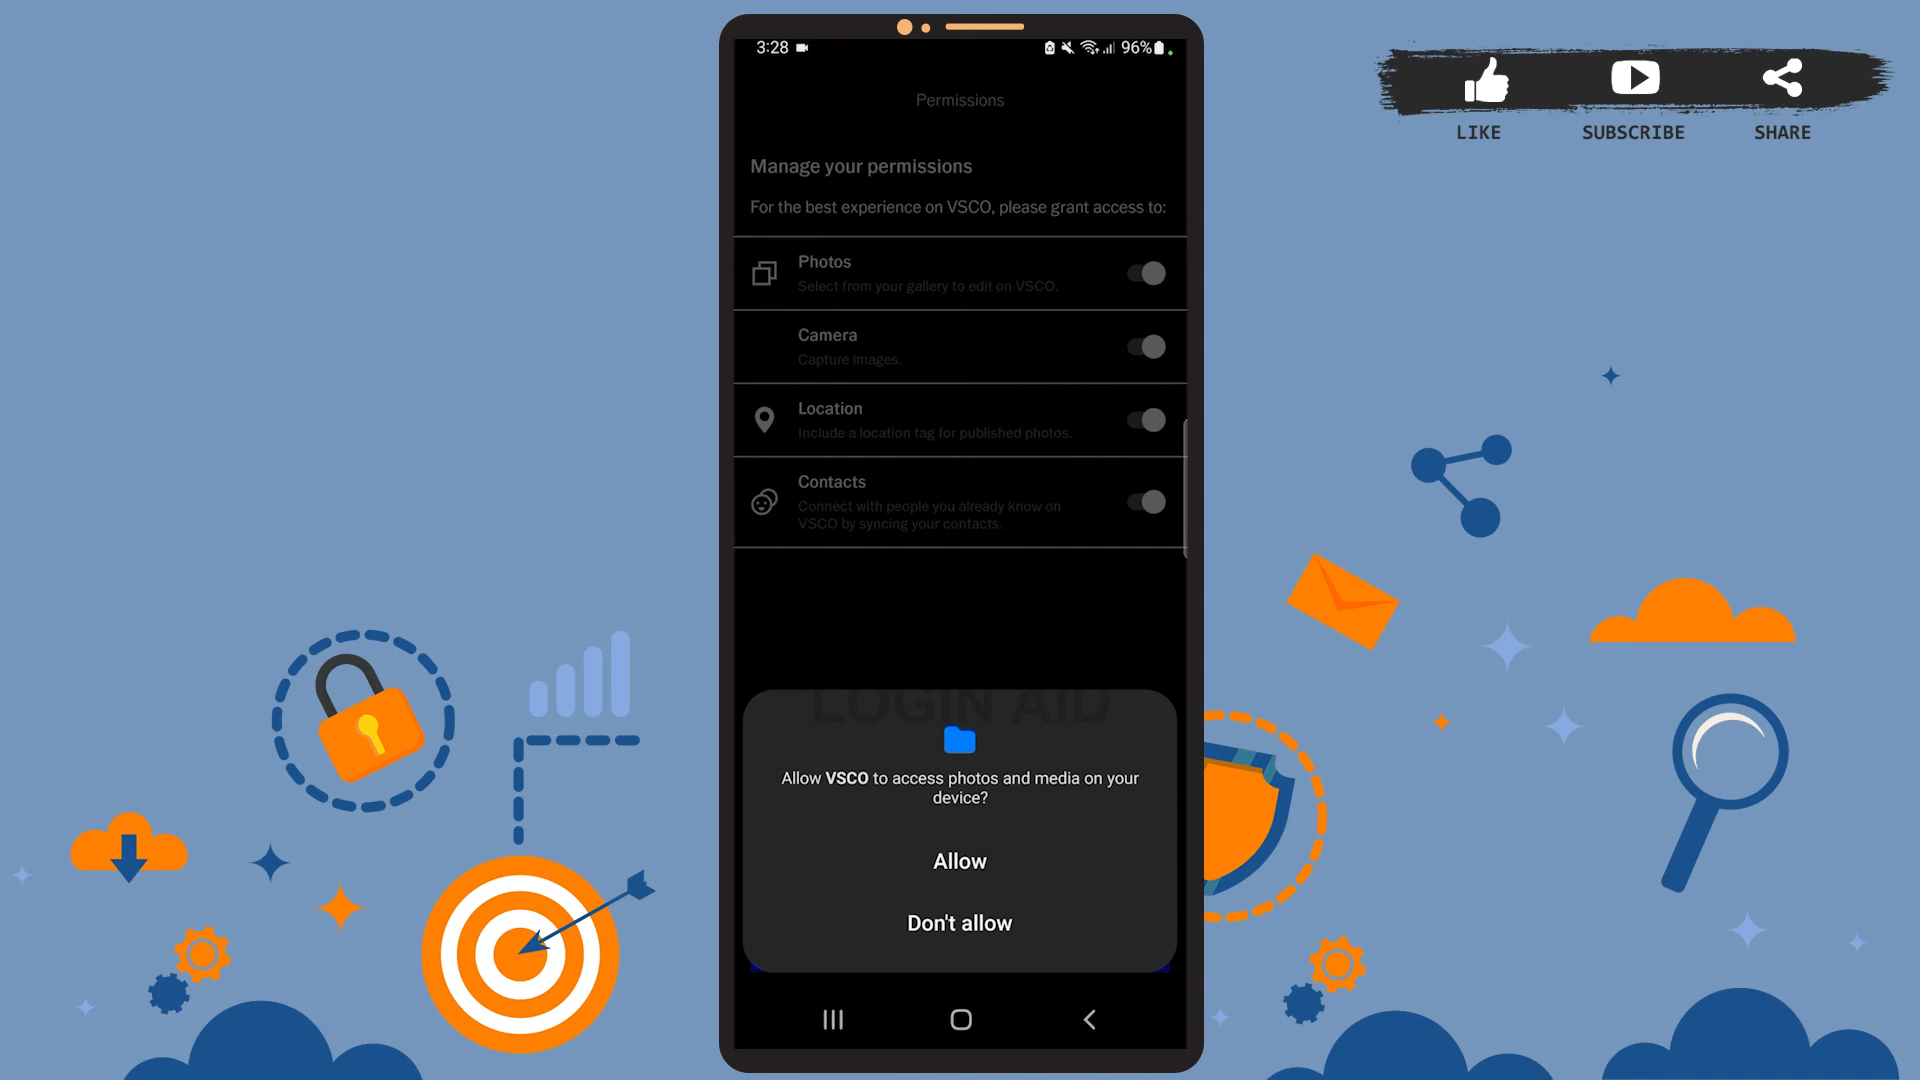 3:28
96%
LIKE
SUBSCRIBE
SHARE
Permissions
Manage your permissions
For the best experience on VSCO, please grant access to:
Photos
Select from your gallery to edit on VSCO.
Camera
Capture images.
Location
Include a location tag for published photos.
Contacts
Connect with people you already know on
VSCO by syncing your contacts.
LOGIN AID
Allow VSCO to access photos and media on your
device?
Allow
Don't allow